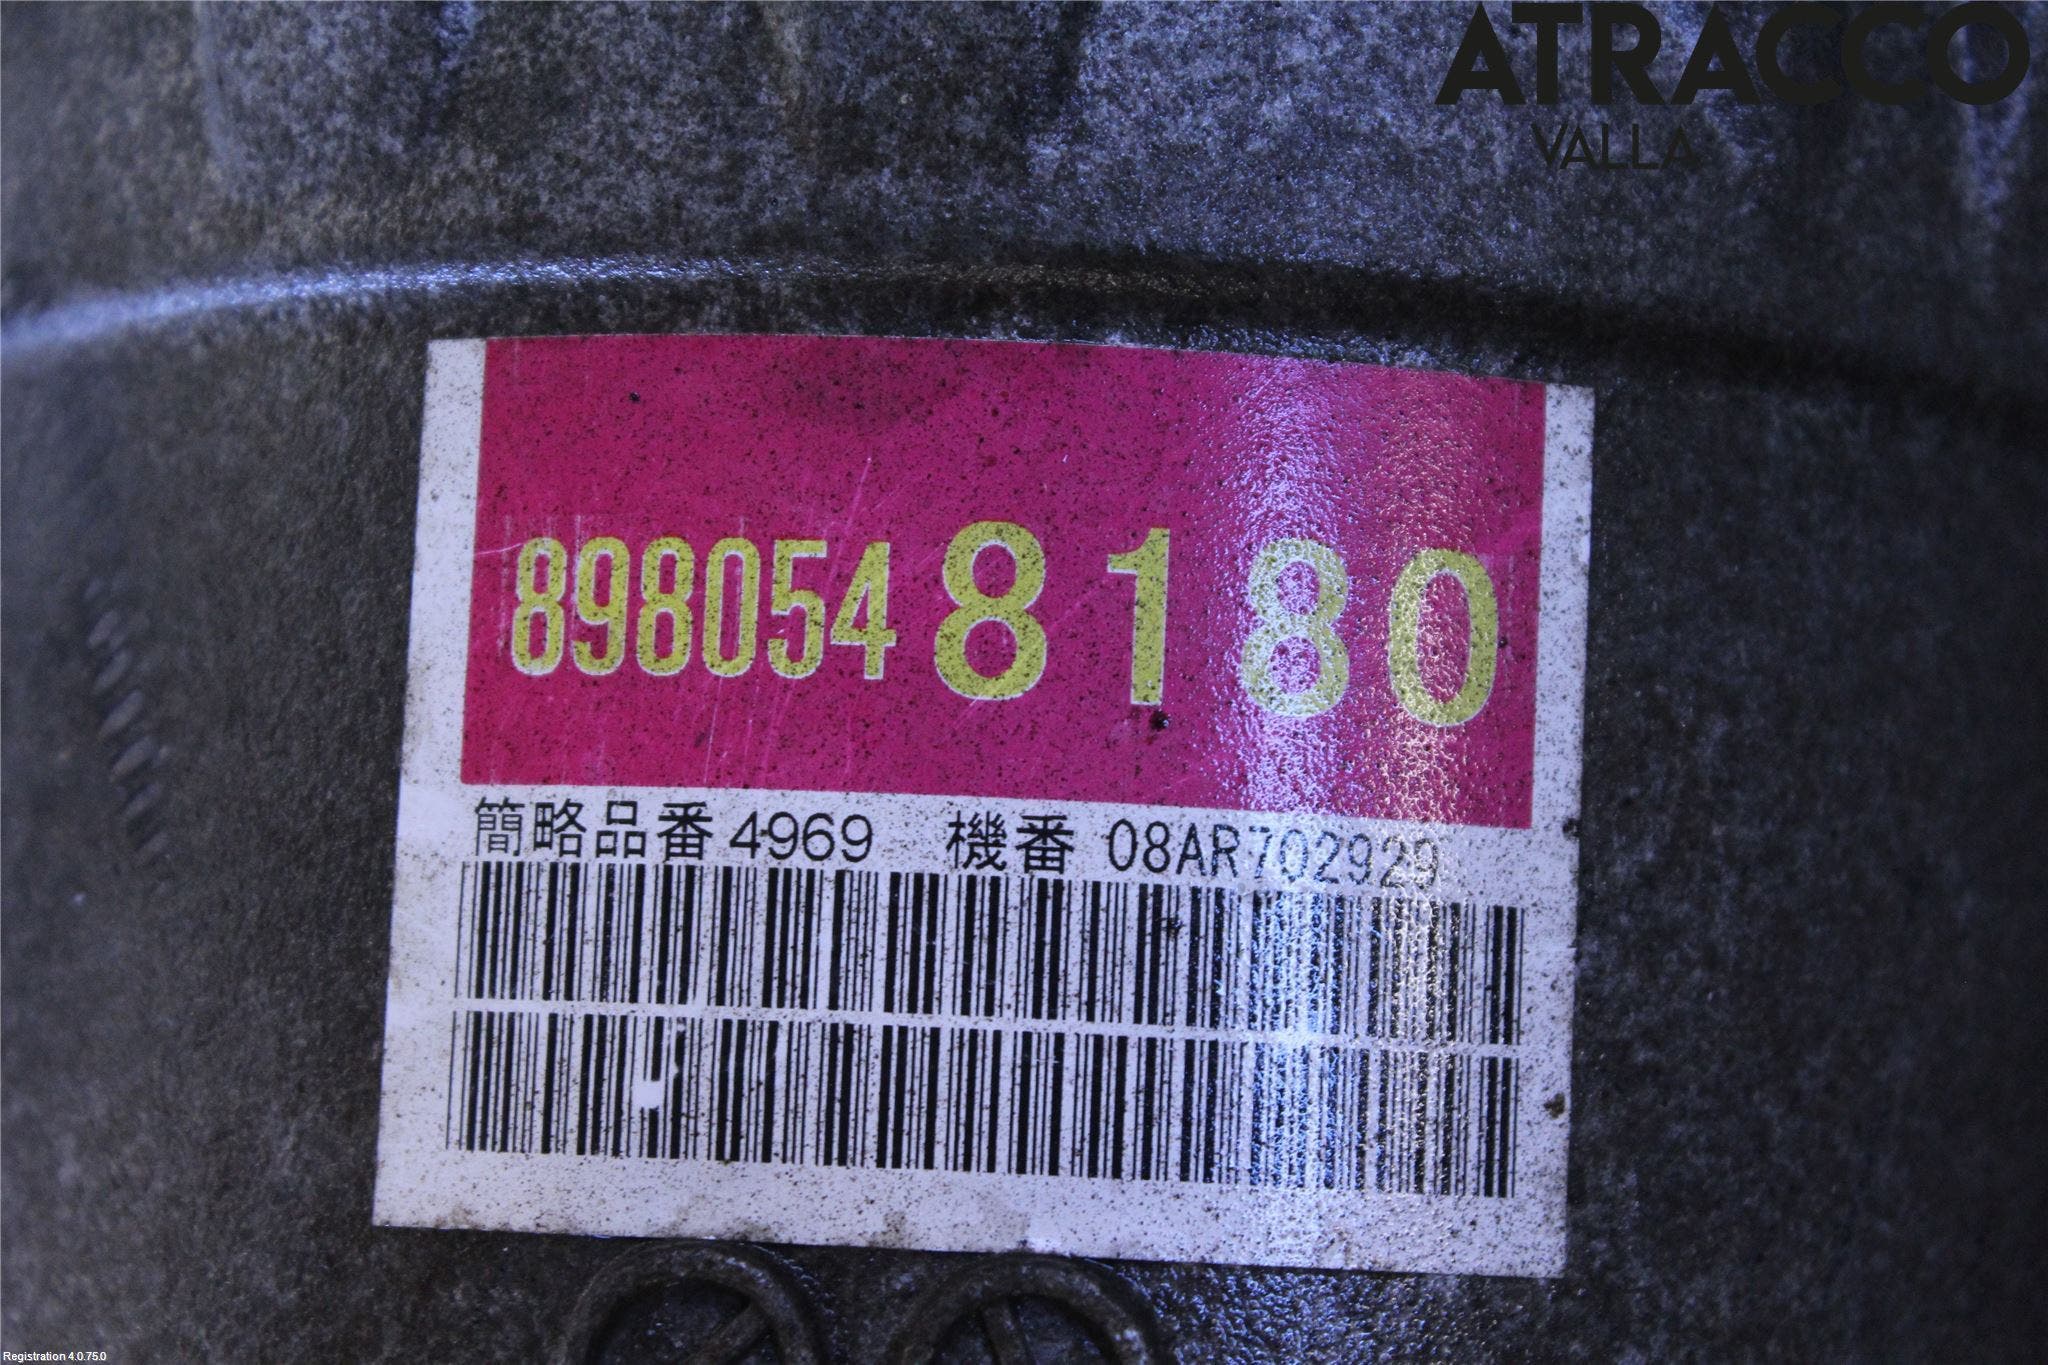 ATRACCO
VALLA
8980548180
簡略品番 4969 機番 08AR702929
Registration 4.0.75.0